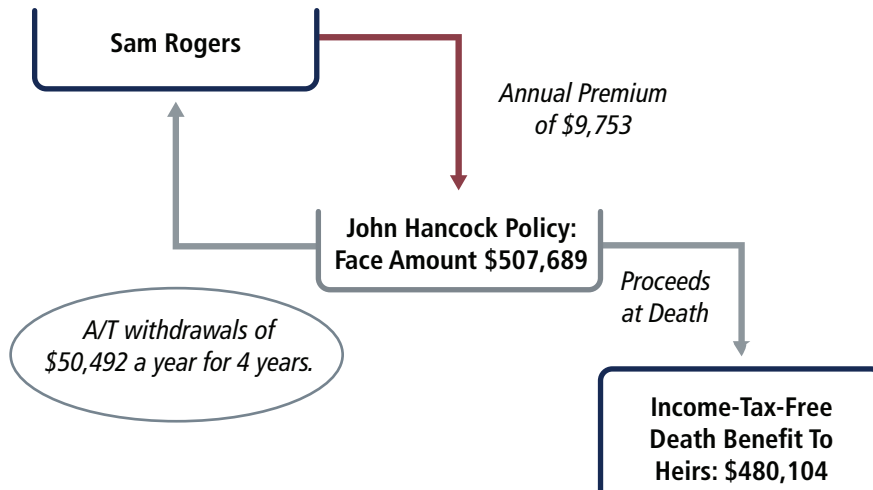 Sam Rogers
Annual Premium
of $9,753
John Hancock Policy:
Face Amount $507,689
Proceeds
at Death
A/T withdrawals of
$50,492 a year for 4 years.
Income-Tax-Free
Death Benefit To
Heirs: $480,104